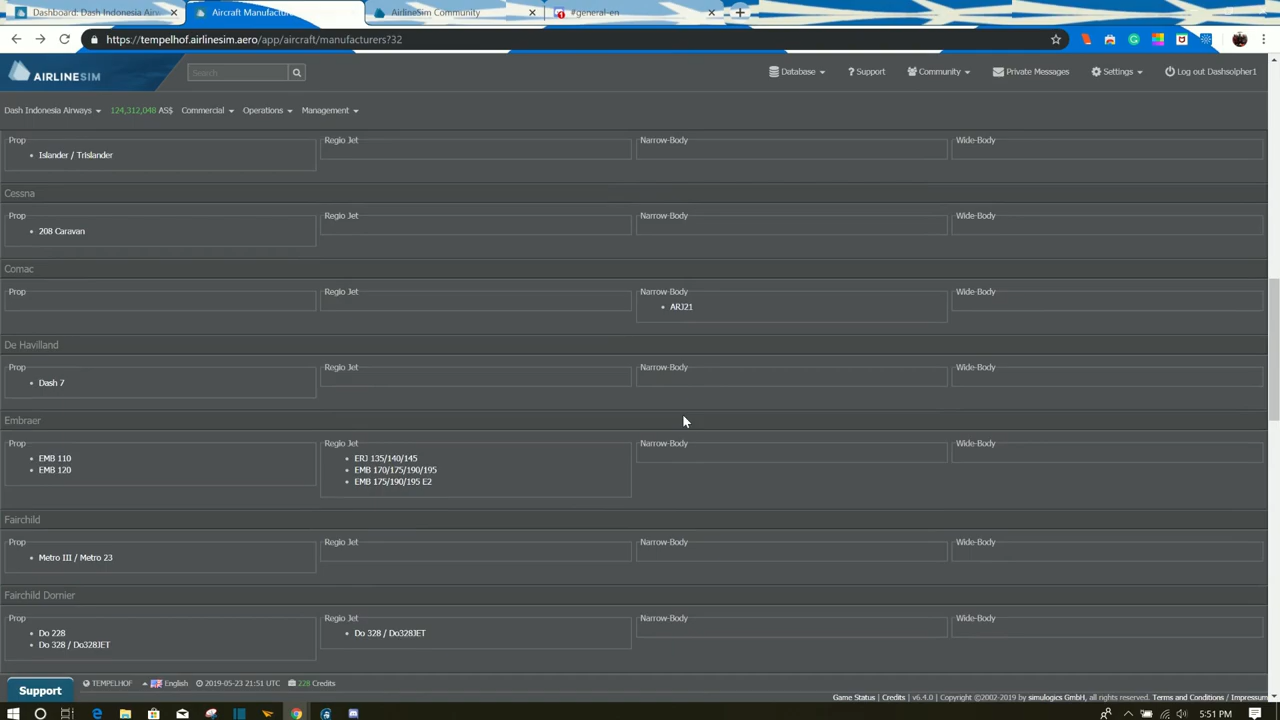 Dashboard: Dash Indonesia Airw
Aircraft Manufactur
AirlineSim Community
#general-en
https://tempelhof.airlinesim.aero/app/aircraft/manufacturers?32
AIRLINESIM
Search
Database
Support
Community
Private Messages
Settings
Log out Dashsolpher1
Dash Indonesia Airways
124,312,048 AS$
Commercial
Operations
Management
Prop
Regio Jet
Narrow-Body
Wide-Body
Islander / Trislander
Cessna
Prop
Regio Jet
Narrow-Body
Wide-Body
208 Caravan
Comac
Prop
Regio Jet
Narrow-Body
Wide-Body
ARJ21
De Havilland
Prop
Regio Jet
Narrow-Body
Wide-Body
Dash 7
Embraer
Prop
Regio Jet
Narrow-Body
Wide-Body
EMB 110
EMB 120
ERJ 135/140/145
EMB 170/175/190/195
EMB 175/190/195 E2
Fairchild
Prop
Regio Jet
Narrow-Body
Wide-Body
Metro III / Metro 23
Fairchild Dornier
Prop
Regio Jet
Narrow-Body
Wide-Body
Do 228
Do 328 / Do328JET
Do 328 / Do328JET
Support
TEMPELHOF
English
2019-05-23 21:51 UTC
228 Credits
Game Status | Credits | v6.4.0 | Copyright ©2002-2019 by simulogics GmbH, all rights reserved. Terms and Conditions / Impressum
5:51 PM